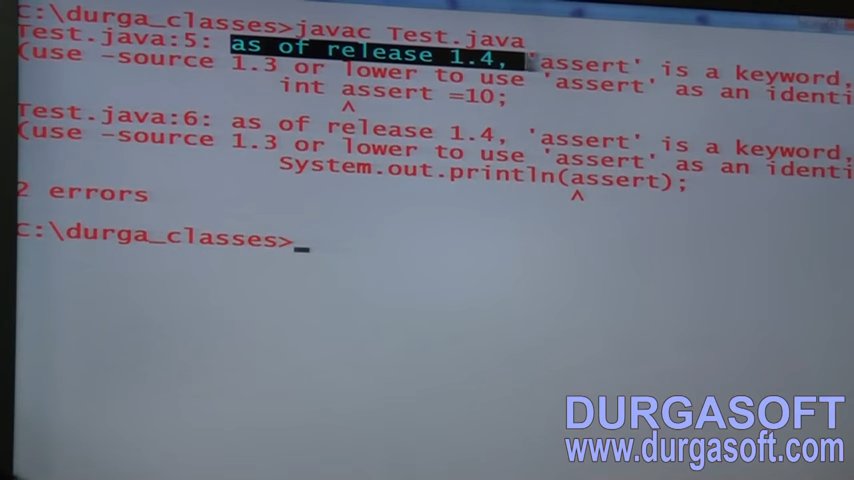 C:\durga_classes>javac Test.java
Test.java:5: as of release 1.4, 'assert' is a keyword,
(use -source 1.3 or lower to use 'assert' as an identi
int assert =10;
^
Test.java:6: as of release 1.4, 'assert' is a keyword,
(use -source 1.3 or lower to use 'assert' as an identi
System.out.println(assert);
^
2 errors
C:\durga_classes>_
DURGASOFT
www.durgasoft.com